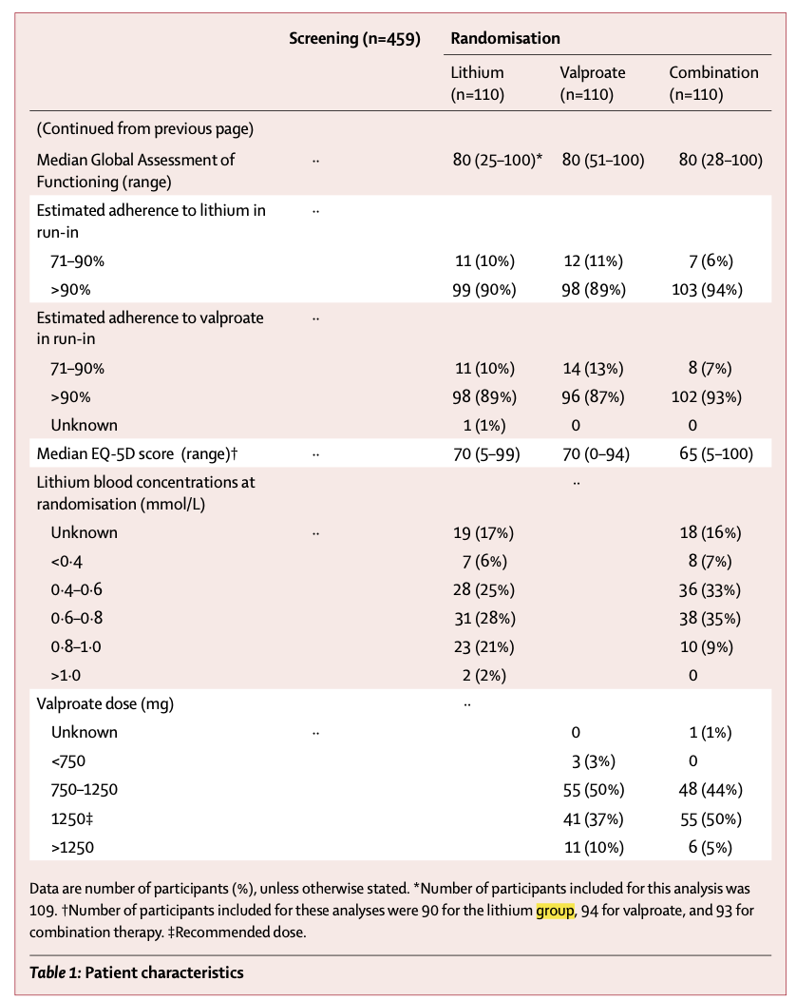 Screening (n=459) Randomisation
Lithium (n=110) Valproate (n=110) Combination (n=110)
(Continued from previous page)
Median Global Assessment of Functioning (range) ·· 80 (25–100)* 80 (51–100) 80 (28–100)
Estimated adherence to lithium in run-in ··
71–90% 11 (10%) 12 (11%) 7 (6%)
>90% 99 (90%) 98 (89%) 103 (94%)
Estimated adherence to valproate in run-in ··
71–90% 11 (10%) 14 (13%) 8 (7%)
>90% 98 (89%) 96 (87%) 102 (93%)
Unknown 1 (1%) 0 0
Median EQ-5D score (range)† ·· 70 (5–99) 70 (0–94) 65 (5–100)
Lithium blood concentrations at randomisation (mmol/L) ··
Unknown ·· 19 (17%) 18 (16%)
<0·4 7 (6%) 8 (7%)
0·4–0·6 28 (25%) 36 (33%)
0·6–0·8 31 (28%) 38 (35%)
0·8–1·0 23 (21%) 10 (9%)
>1·0 2 (2%) 0
Valproate dose (mg) ··
Unknown ·· 0 1 (1%)
<750 3 (3%) 0
750–1250 55 (50%) 48 (44%)
1250‡ 41 (37%) 55 (50%)
>1250 11 (10%) 6 (5%)
Data are number of participants (%), unless otherwise stated. *Number of participants included for this analysis was
109. †Number of participants included for these analyses were 90 for the lithium group, 94 for valproate, and 93 for
combination therapy. ‡Recommended dose.
Table 1: Patient characteristics